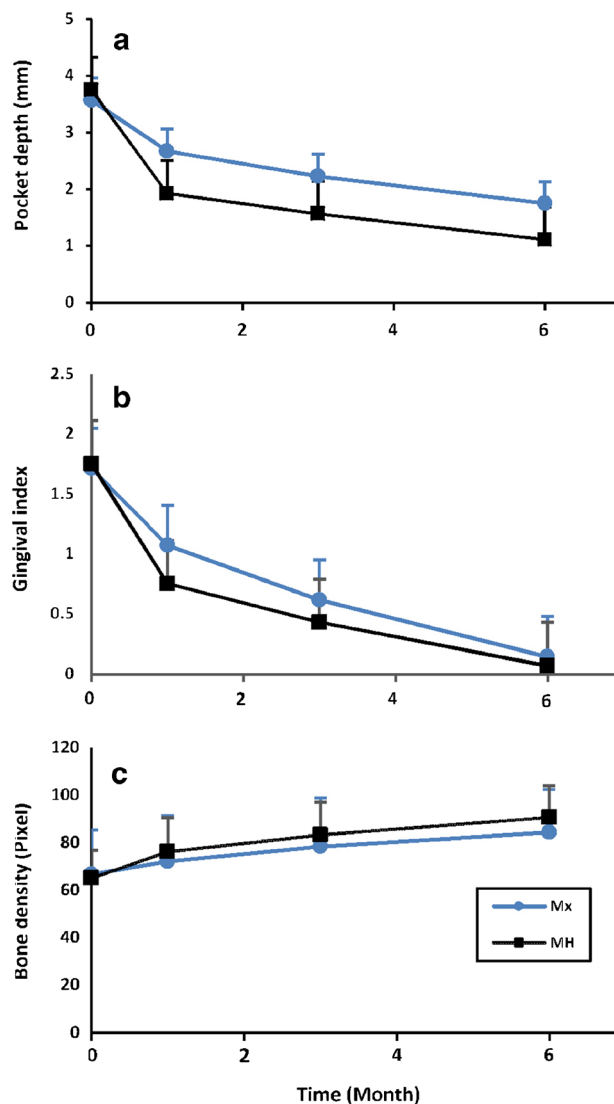 a
Pocket depth (mm)
5
4
3
2
1
0
0 2 4 6
b
Gingival index
2.5
2
1.5
1
0.5
0
0 2 4 6
c
Bone density (Pixel)
120
100
80
60
40
20
0
Mx
MH
0 2 4 6
Time (Month)